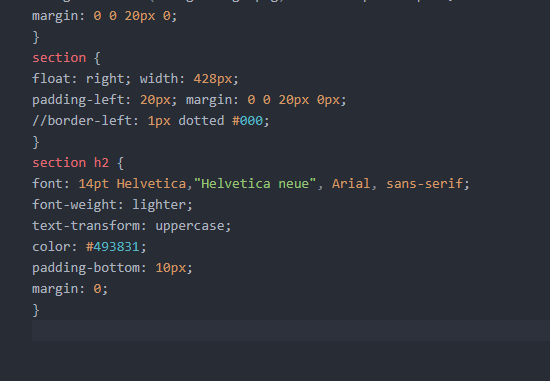 margin: 0 0 20px 0;
}
section {
float: right; width: 428px;
padding-left: 20px; margin: 0 0 20px 0px;
//border-left: 1px dotted #000;
}
section h2 {
font: 14pt Helvetica,"Helvetica neue", Arial, sans-serif;
font-weight: lighter;
text-transform: uppercase;
color: #493831;
padding-bottom: 10px;
margin: 0;
}